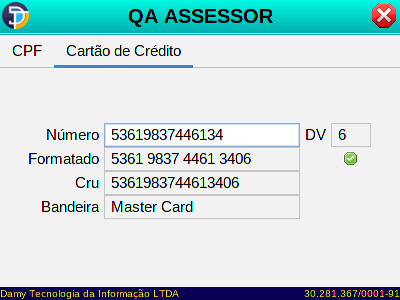 QA ASSESSOR
CPF Cartão de Crédito
Número 53619837446134 DV 6
Formatado 5361 9837 4461 3406
Cru 5361983744613406
Bandeira Master Card
Damy Tecnologia da Informação LTDA 30.281.367/0001-91